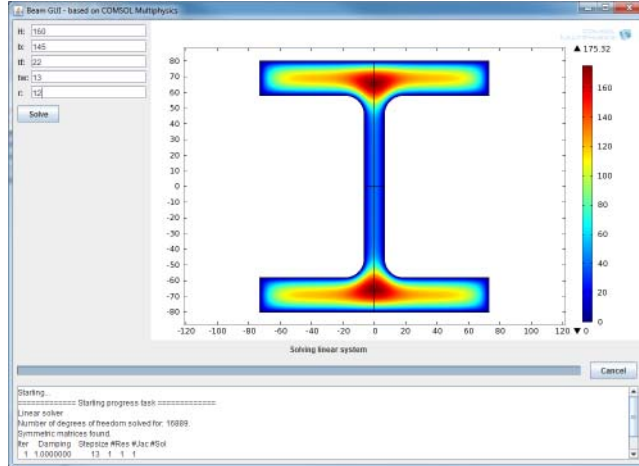 Beam GUI - based on COMSOL Multiphysics
H: 160
b: 145
tf: 22
tw: 13
r: 12
Solve
COMSOL
MULTIPHYSICS
▲ 175.32
80
70
60
50
40
30
20
10
0
-10
-20
-30
-40
-50
-60
-70
-80
-120 -100 -80 -60 -40 -20 0 20 40 60 80 100 120
160
140
120
100
80
60
40
20
0
▼ 0
Solving linear system
Cancel
Starting...
============= Starting progress task =============
Linear solver
Number of degrees of freedom solved for: 16889.
Symmetric matrices found.
Iter Damping Stepsize #Res #Jac #Sol
1 1.0000000 13 1 1 1